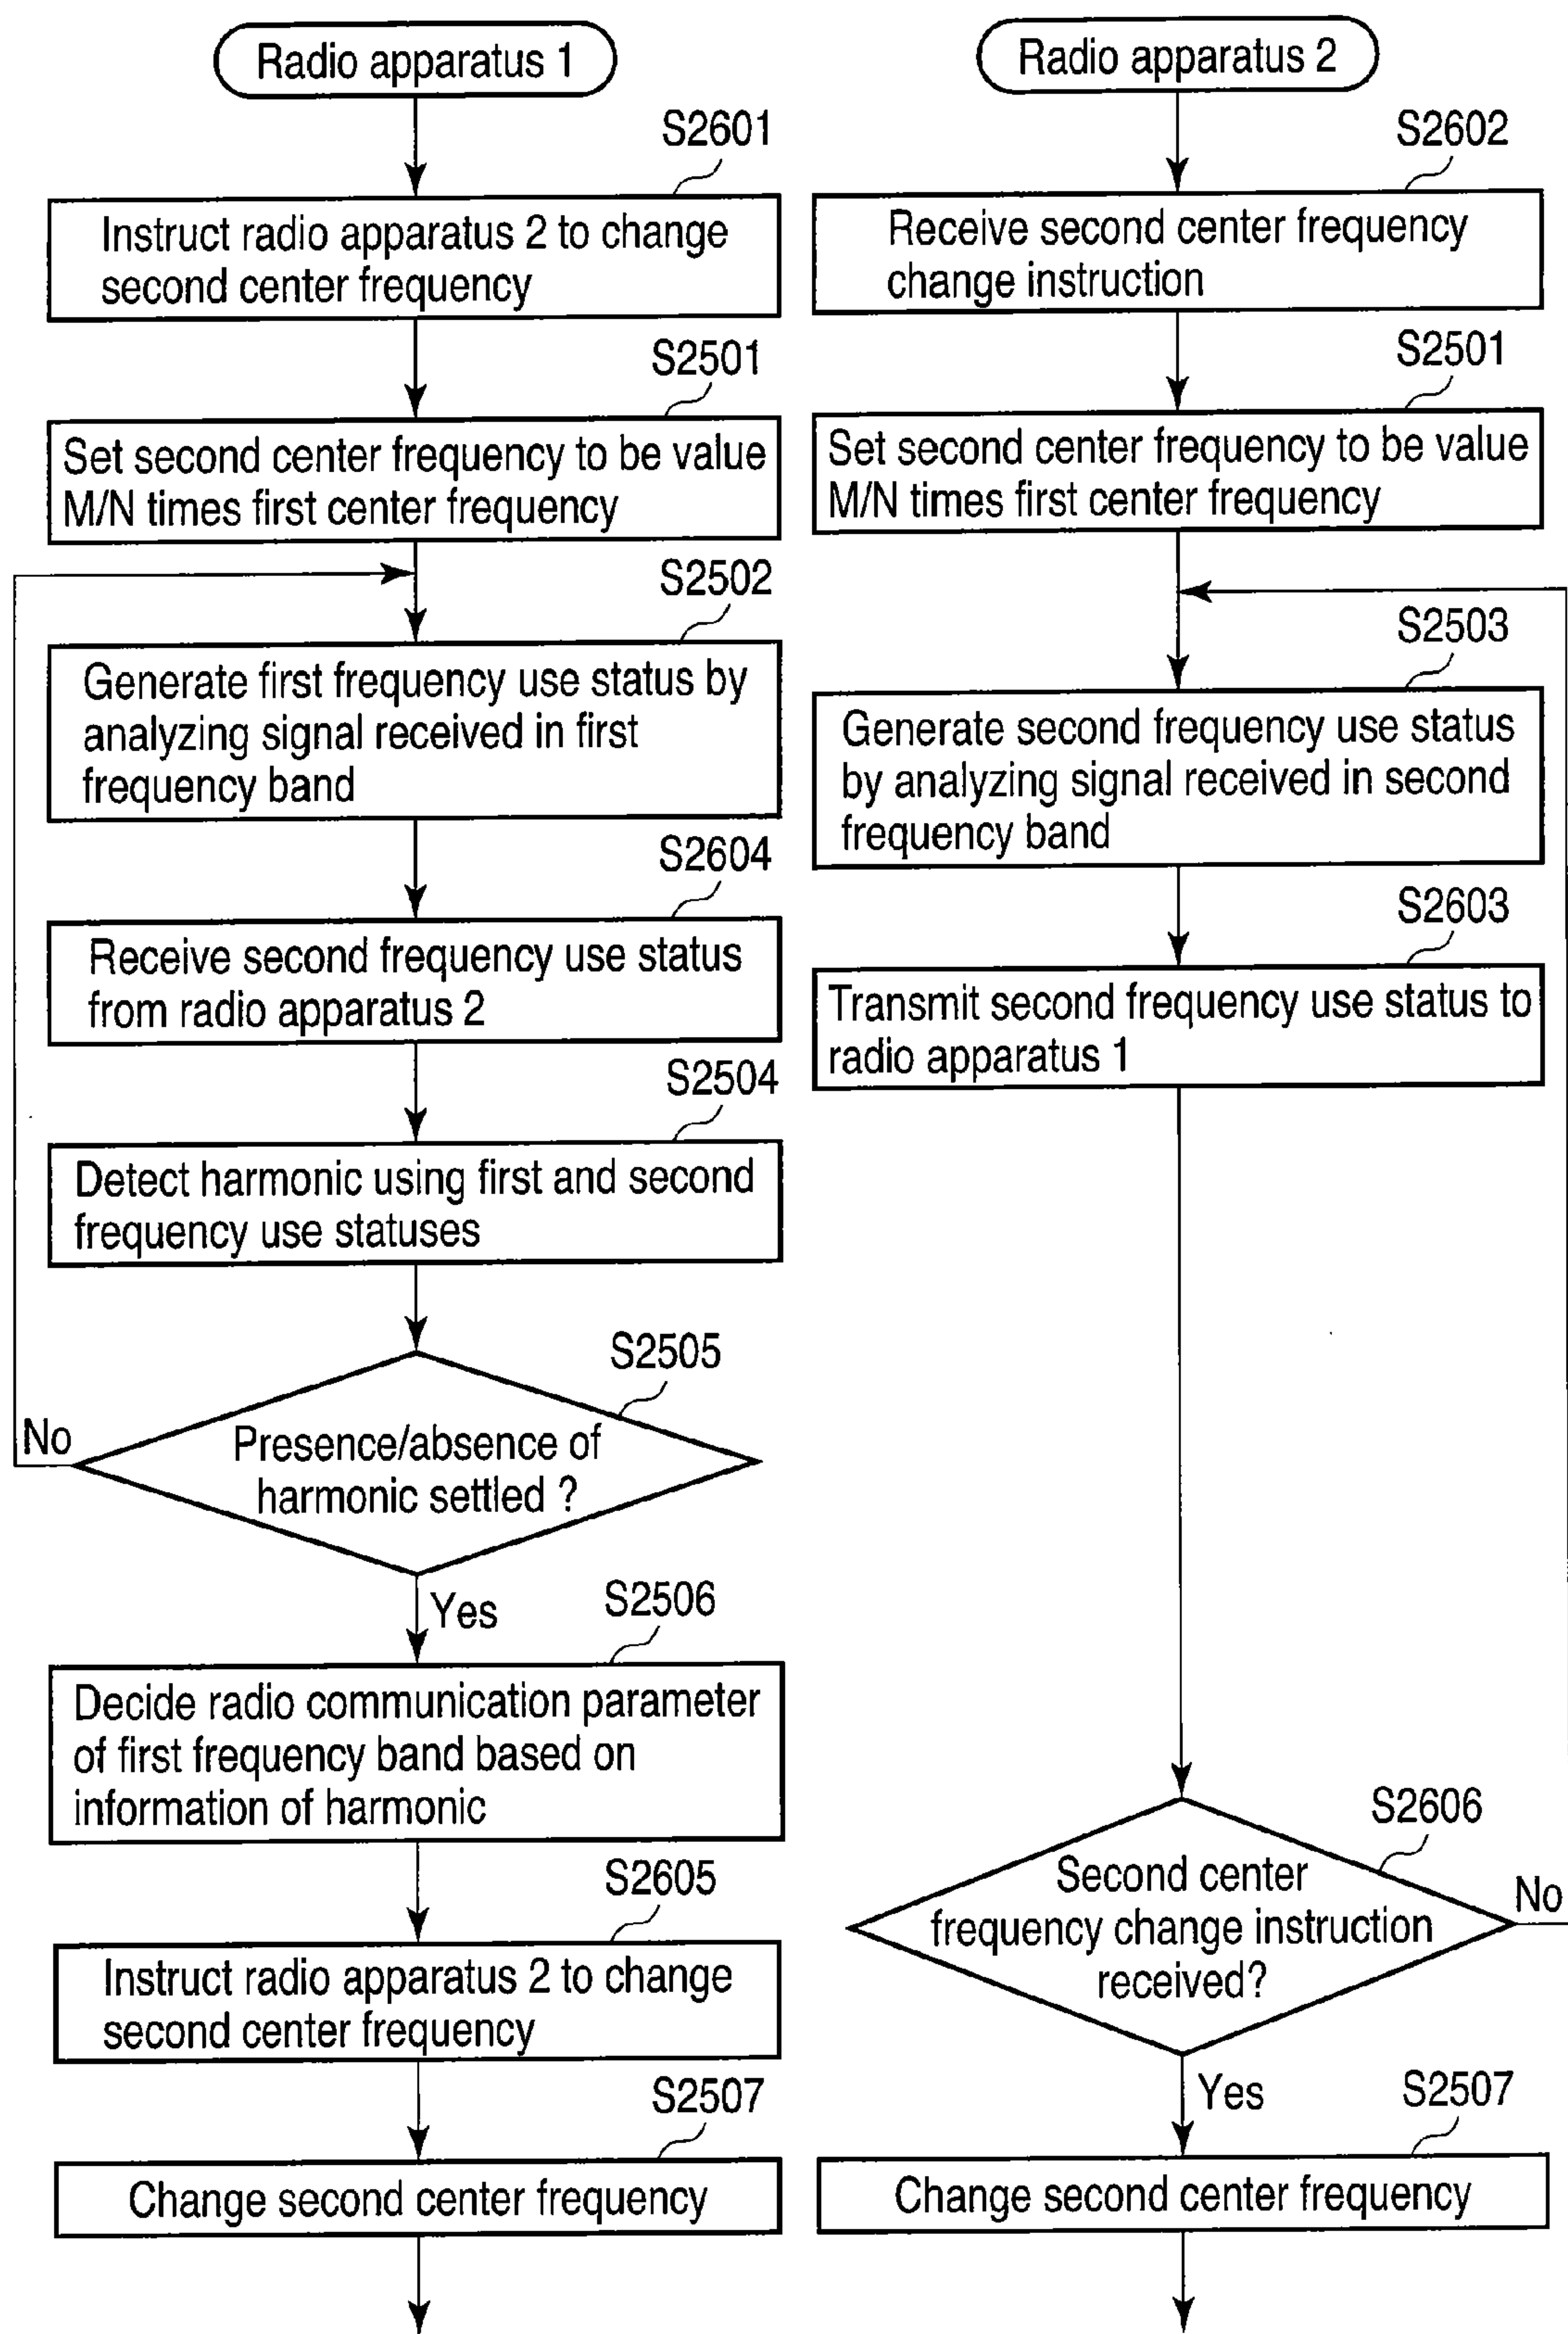 Radio apparatus 1
S2601
Instruct radio apparatus 2 to change
second center frequency
S2501
Set second center frequency to be value
M/N times first center frequency
S2502
Generate first frequency use status by
analyzing signal received in first
frequency band
S2604
Receive second frequency use status
from radio apparatus 2
S2504
Detect harmonic using first and second
frequency use statuses
S2505
Presence/absence of
harmonic settled ?
No
Yes
S2506
Decide radio communication parameter
of first frequency band based on
information of harmonic
S2605
Instruct radio apparatus 2 to change
second center frequency
S2507
Change second center frequency
Radio apparatus 2
S2602
Receive second center frequency
change instruction
S2501
Set second center frequency to be value
M/N times first center frequency
S2503
Generate second frequency use status
by analyzing signal received in second
frequency band
S2603
Transmit second frequency use status to
radio apparatus 1
S2606
Second center
frequency change instruction
received?
No
Yes
S2507
Change second center frequency